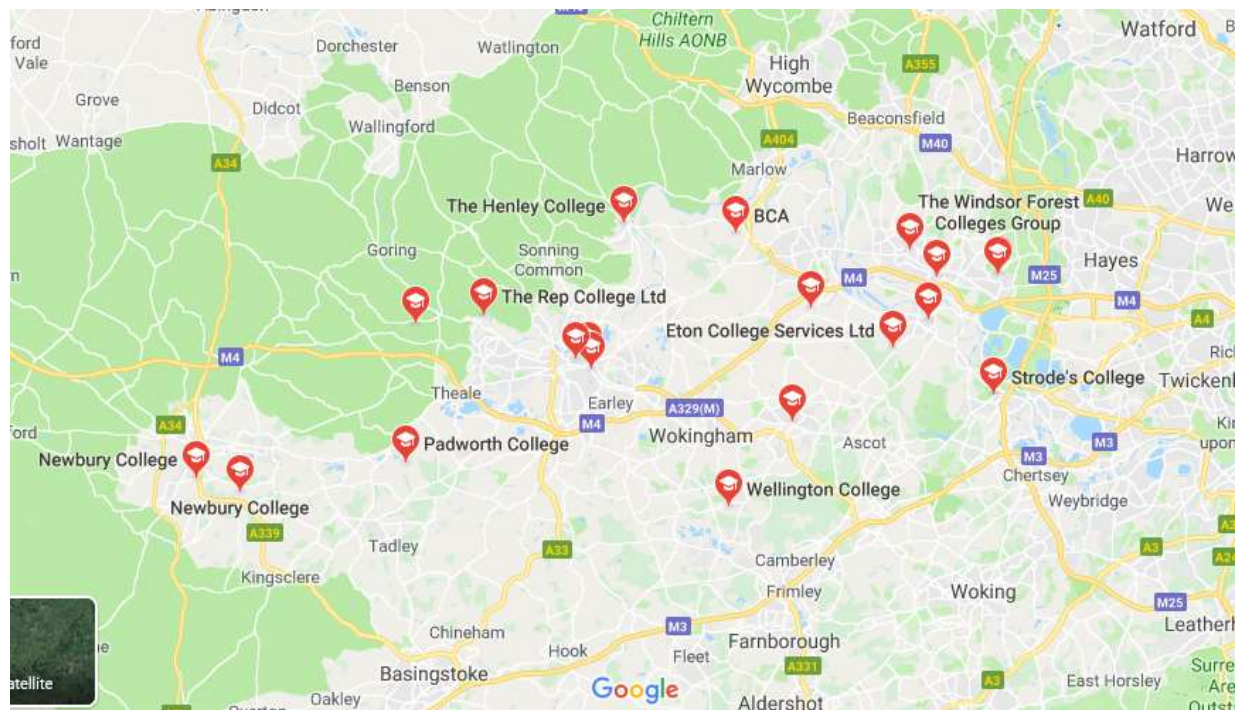 Chiltern
Hills AONB
Watford
ford
Vale
Dorchester
Watlington
High
Wycombe
A355
Benson
Grove
Didcot
Beaconsfield
Wallingford
sholt
Wantage
A404
M40
Harrow
A34
Marlow
The Henley College
BCA
The Windsor Forest
Colleges Group
A40
We
Goring
Sonning
Common
Hayes
M25
M4
M4
The Rep College Ltd
A4
Eton College Services Ltd
M4
Rich
Strode's College
Twickenh
Theale
Earley
A329(M)
M4
Wokingham
Ascot
A34
ford
Padworth College
M3
upon
Newbury College
M3
Chertsey
Wellington College
Weybridge
Newbury College
A339
A33
Tadley
A3
Camberley
Kingsclere
Frimley
Woking
M25
atellite
Chineham
M3
Leatherh
Hook
Fleet
Farnborough
Basingstoke
Google
A331
A3
East Horsley
Surre
Are
Oakley
Aldershot